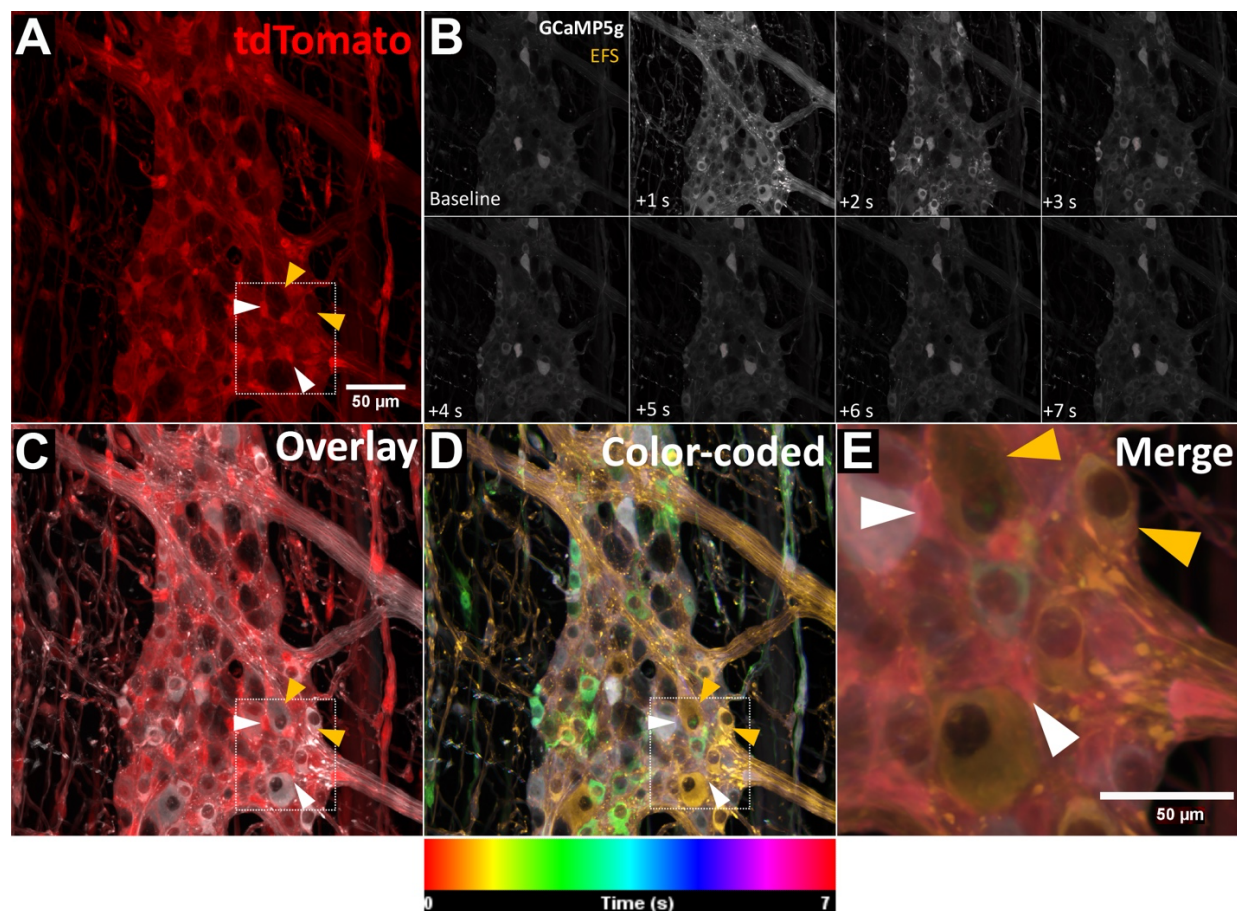 A
tdTomato
50 µm
B
GCaMP5g
EFS
Baseline
+1 s
+2 s
+3 s
+4 s
+5 s
+6 s
+7 s
C
Overlay
D
Color-coded
E
Merge
50 µm
0
Time (s)
7